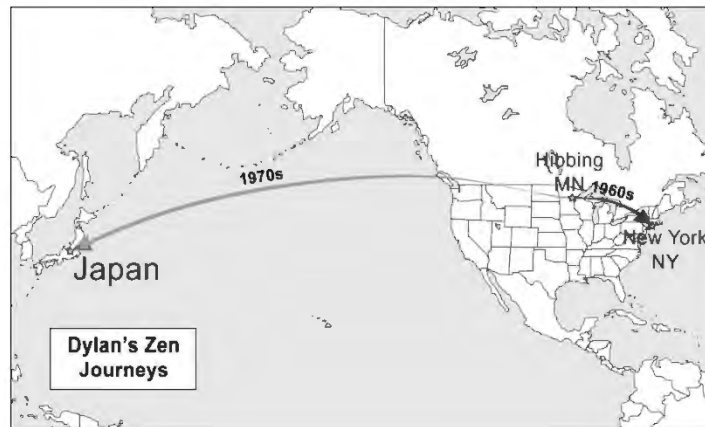 Hibbing
MN
1960s
1970s
New York
NY
Japan
Dylan's Zen
Journeys